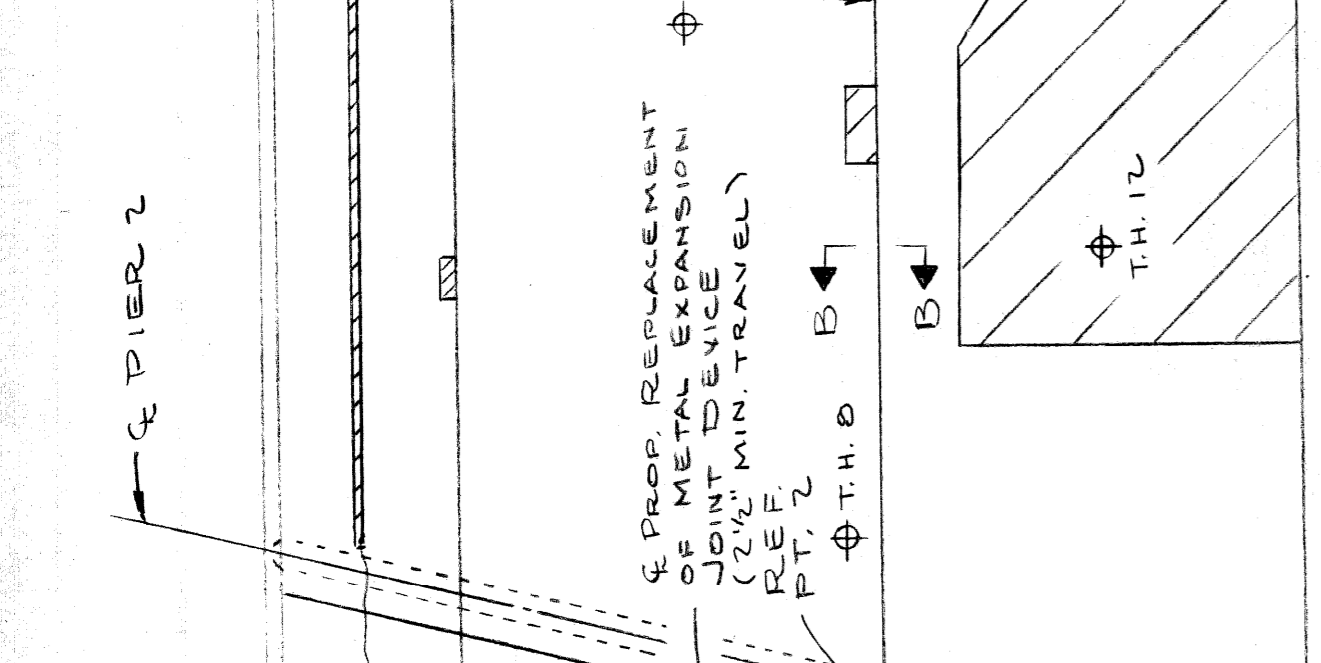 ℄ PIER 2
℄ PROP. REPLACEMENT
OF METAL EXPANSION
JOINT DEVICE
(2½" MIN. TRAVEL)
REF.
PT. 2
T.H. 8
B
B
T.H. 12